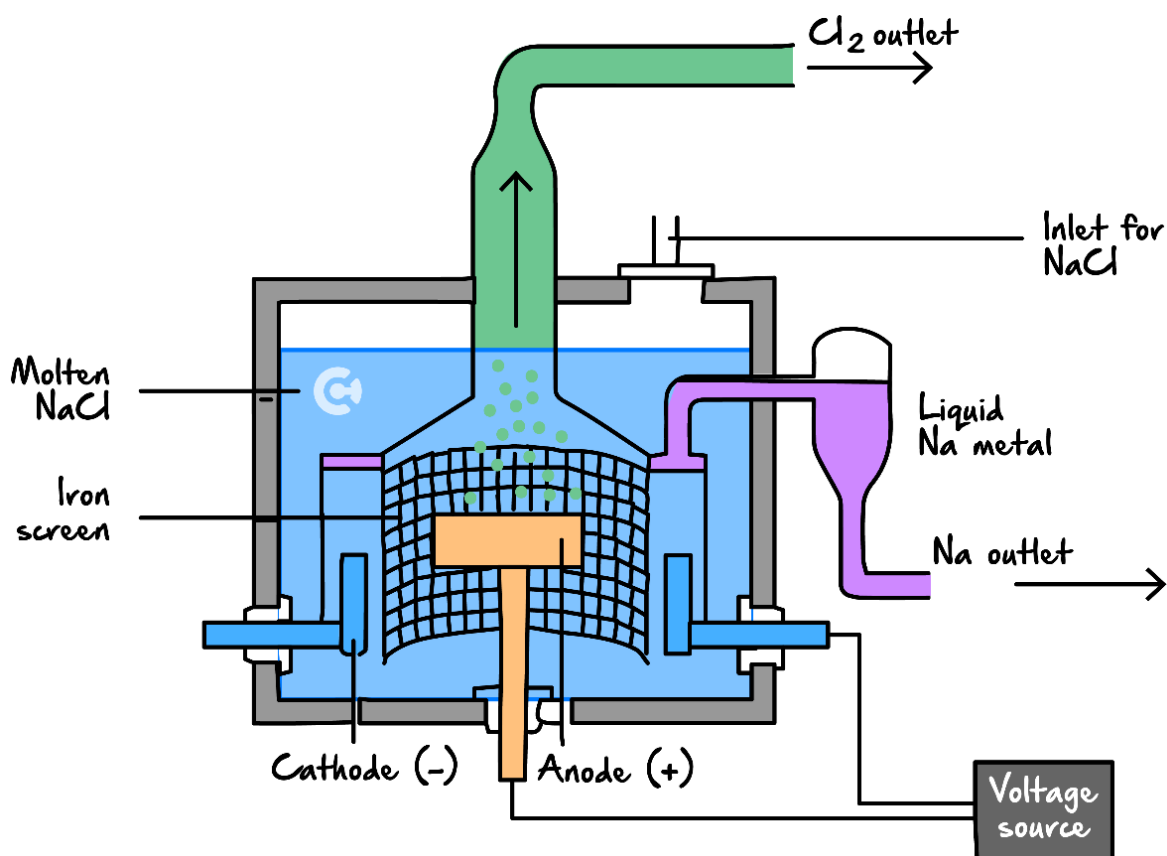 Cl₂ outlet
Inlet for
NaCl
Molten
NaCl
Liquid
Na metal
Iron
screen
Na outlet
Cathode (-)
Anode (+)
Voltage
source